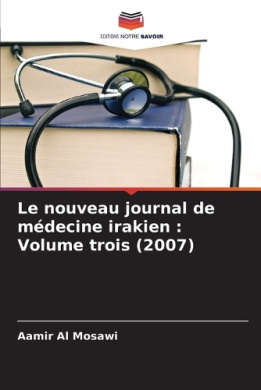 EDITIONS NOTRE SAVOIR
Le nouveau journal de
médecine irakien :
Volume trois (2007)
Aamir Al Mosawi